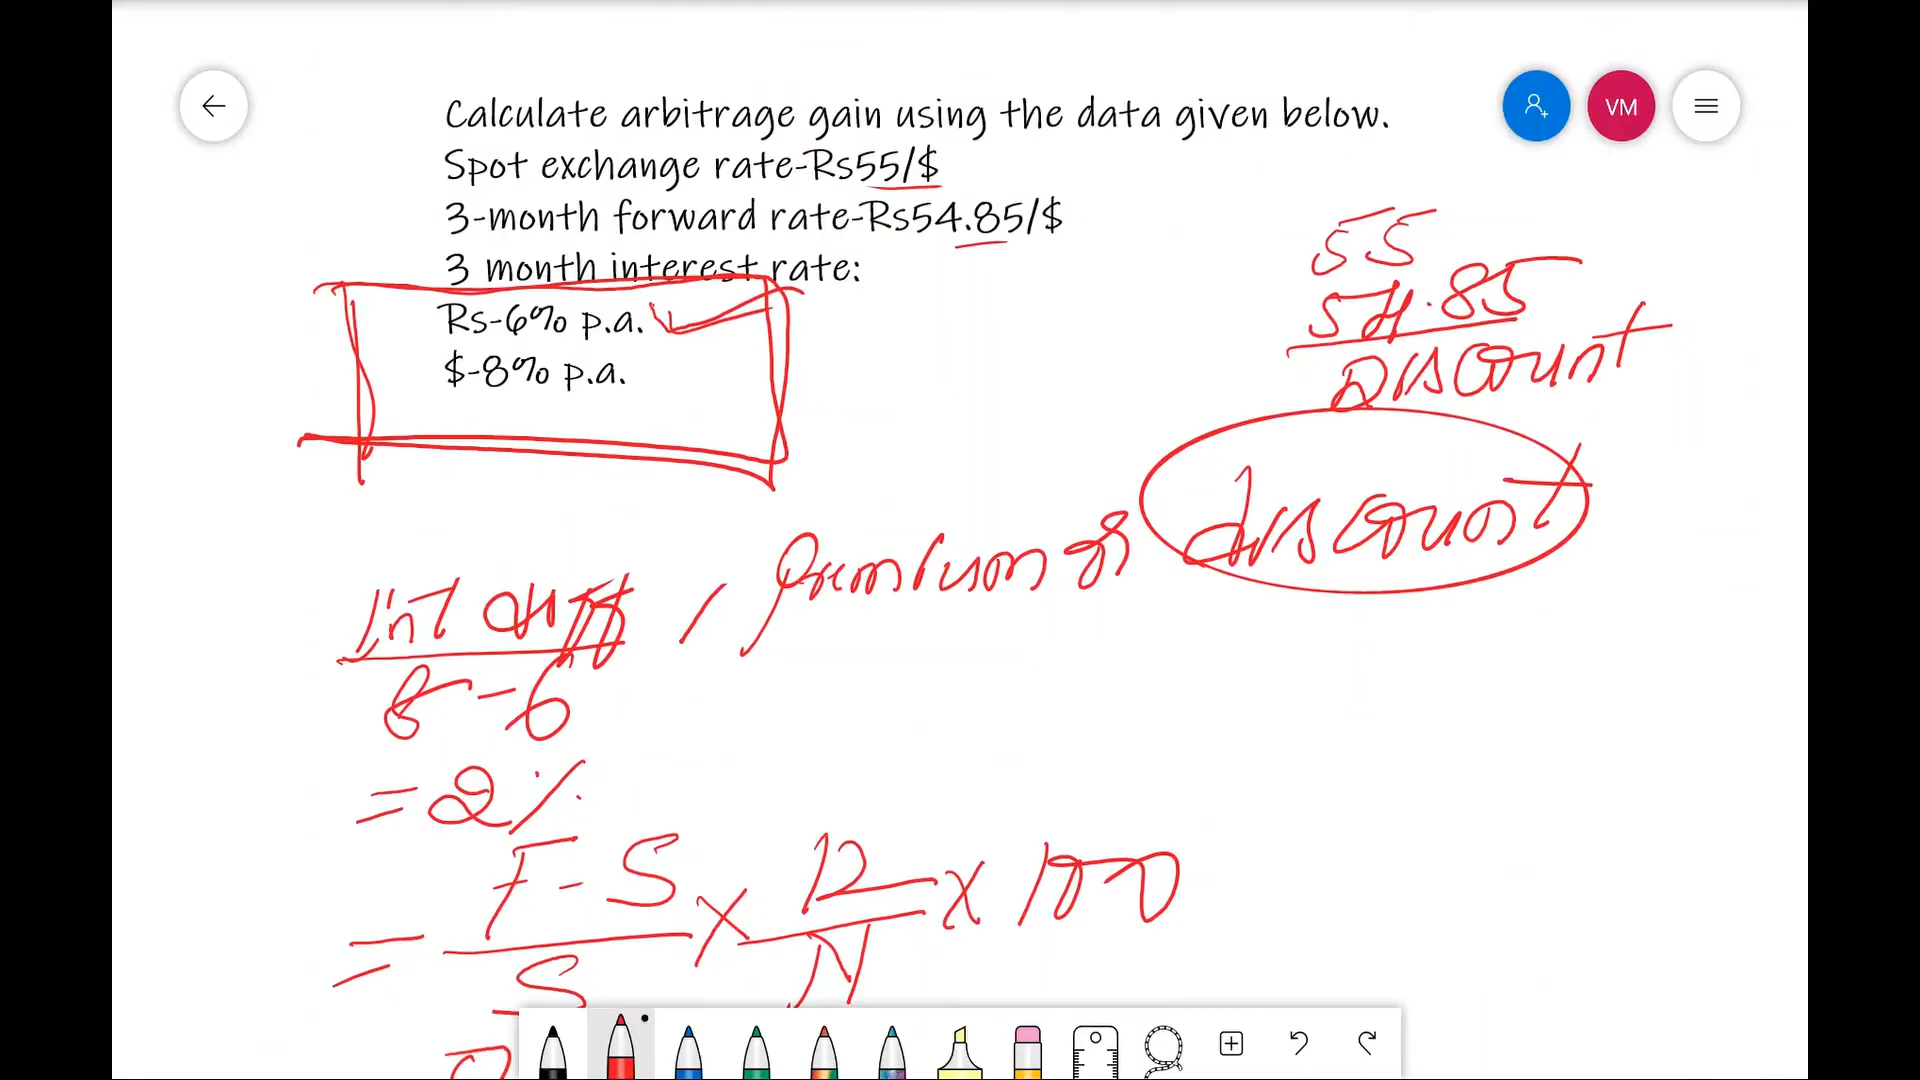 VM
Calculate arbitrage gain using the data given below.
Spot exchange rate-Rs55/$
3-month forward rate-Rs54.85/$
3 month interest rate:
Rs-6% p.a.
$-8% p.a.
55
54.85
Discount
Int diff, Premium or discount
8-6
=2%
= F-S × 12 × 100
S N